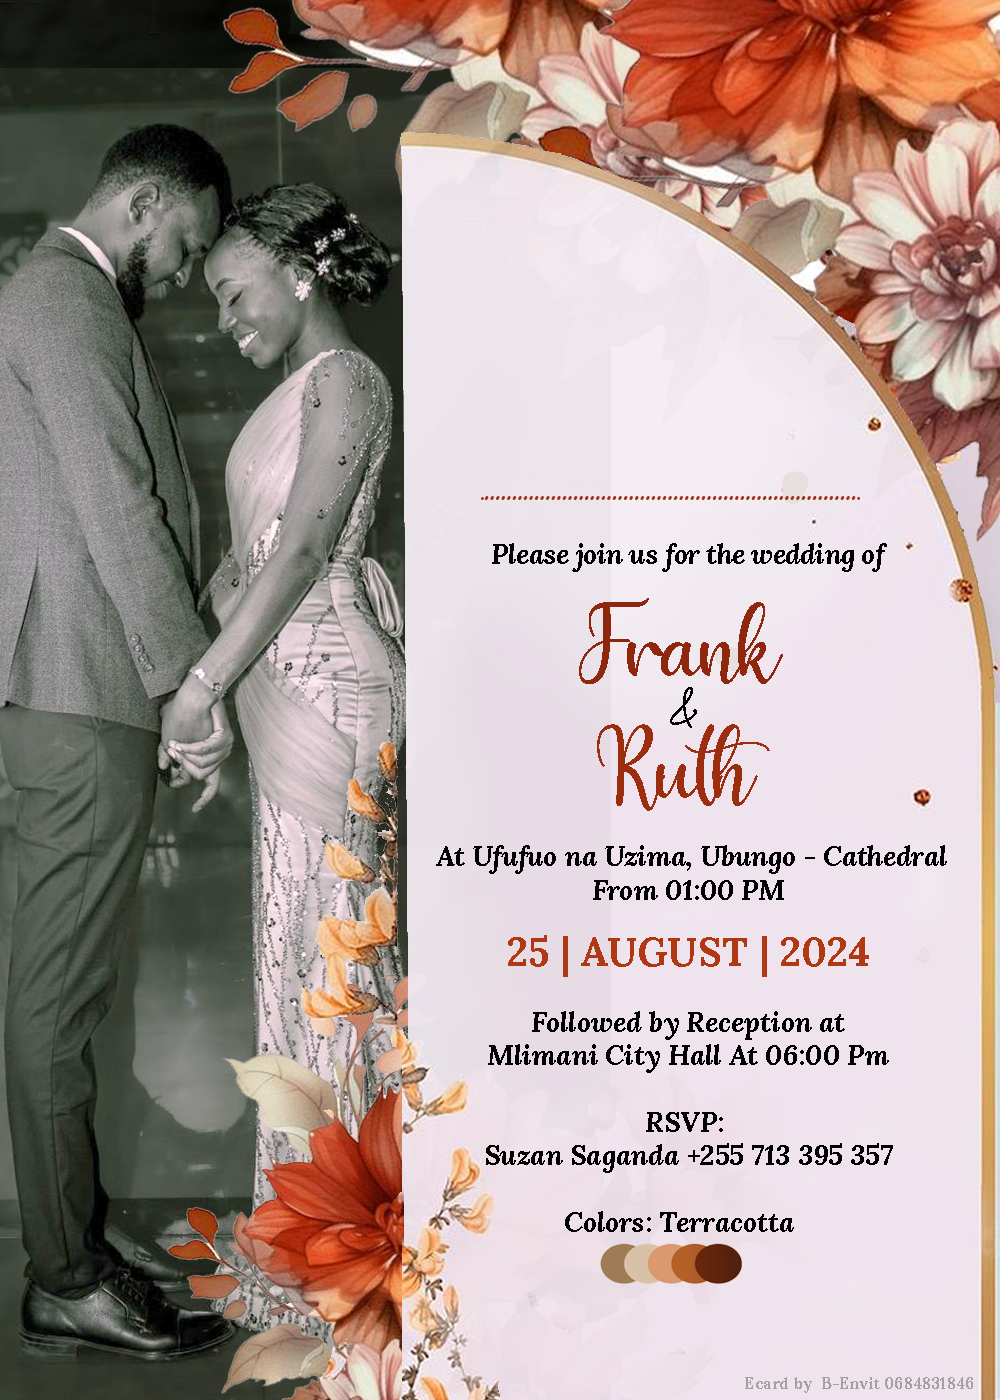 Please join us for the wedding of
Frank
&
Ruth
At Ufufuo na Uzima, Ubungo - Cathedral
From 01:00 PM
25 | AUGUST | 2024
Followed by Reception at
Mlimani City Hall At 06:00 Pm
RSVP:
Suzan Saganda +255 713 395 357
Colors: Terracotta
Ecard by B-Envit 0684831846